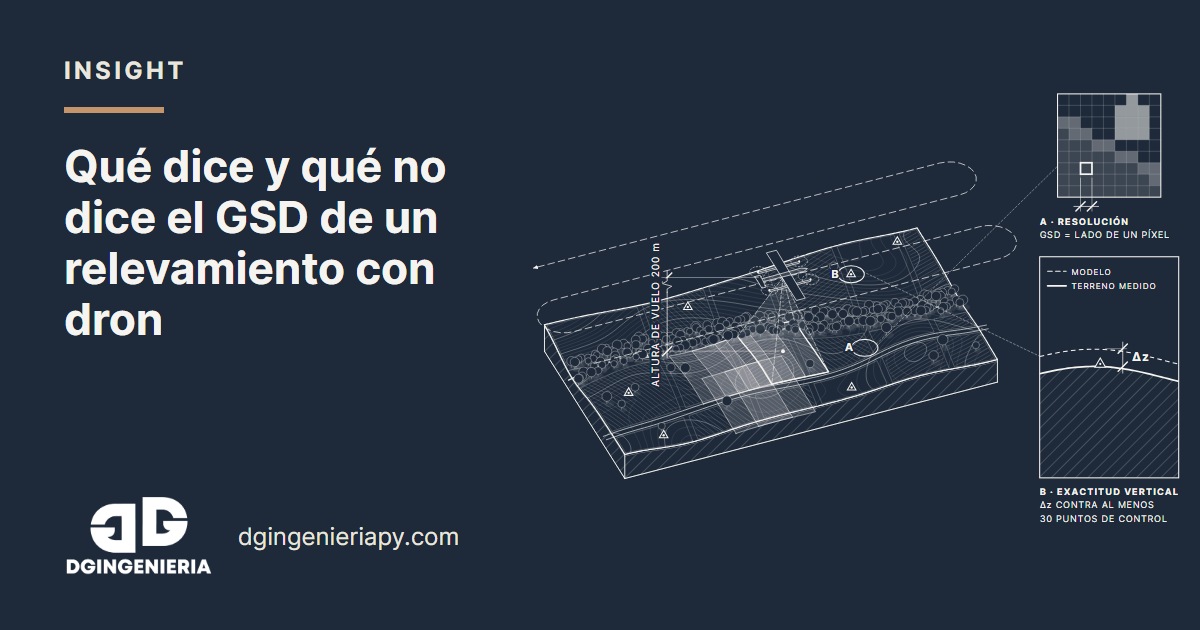 INSIGHT
Qué dice y qué no
dice el GSD de un
relevamiento con
dron
DGINGENIERIA
dgingenieriapy.com
ALTURA DE VUELO 200 m
B
A
A · RESOLUCIÓN
GSD = LADO DE UN PÍXEL
MODELO
TERRENO MEDIDO
Δz
B · EXACTITUD VERTICAL
Δz CONTRA AL MENOS
30 PUNTOS DE CONTROL